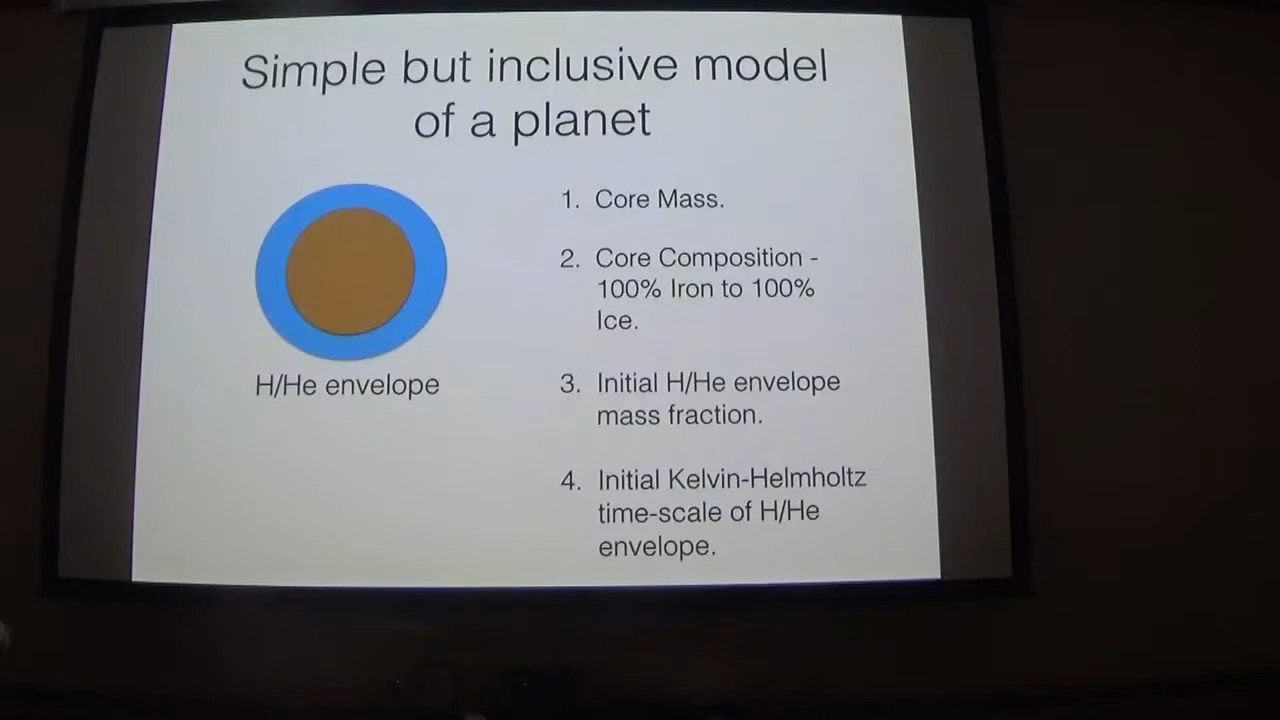 Simple but inclusive model
of a planet
H/He envelope
1. Core Mass.
2. Core Composition -
100% Iron to 100%
Ice.
3. Initial H/He envelope
mass fraction.
4. Initial Kelvin-Helmholtz
time-scale of H/He
envelope.